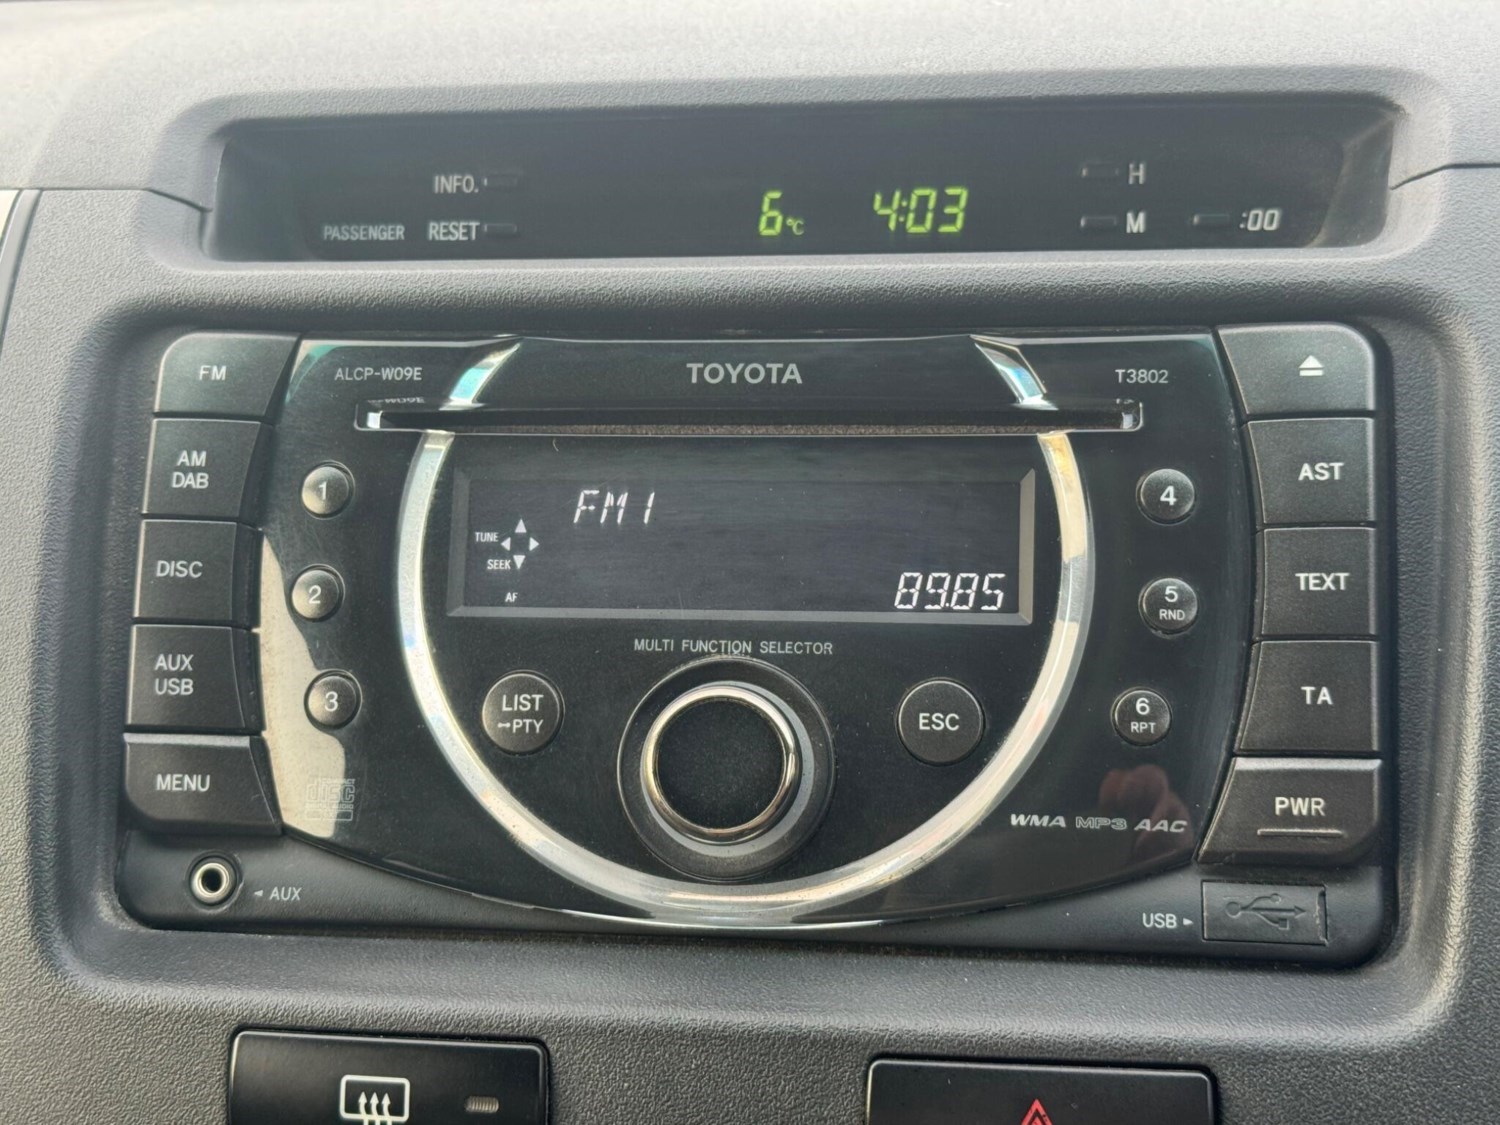 INFO.
H
6°C 4:03
PASSENGER RESET
M :00
FM
ALCP-W09E
TOYOTA
T3802
AM
DAB
1
4
AST
FM1
TUNE
SEEK
AF
89.85
DISC
2
5
RND
TEXT
MULTI FUNCTION SELECTOR
AUX
USB
3
LIST
PTY
ESC
6
RPT
TA
MENU
disc
WMA MP3 AAC
PWR
AUX
USB